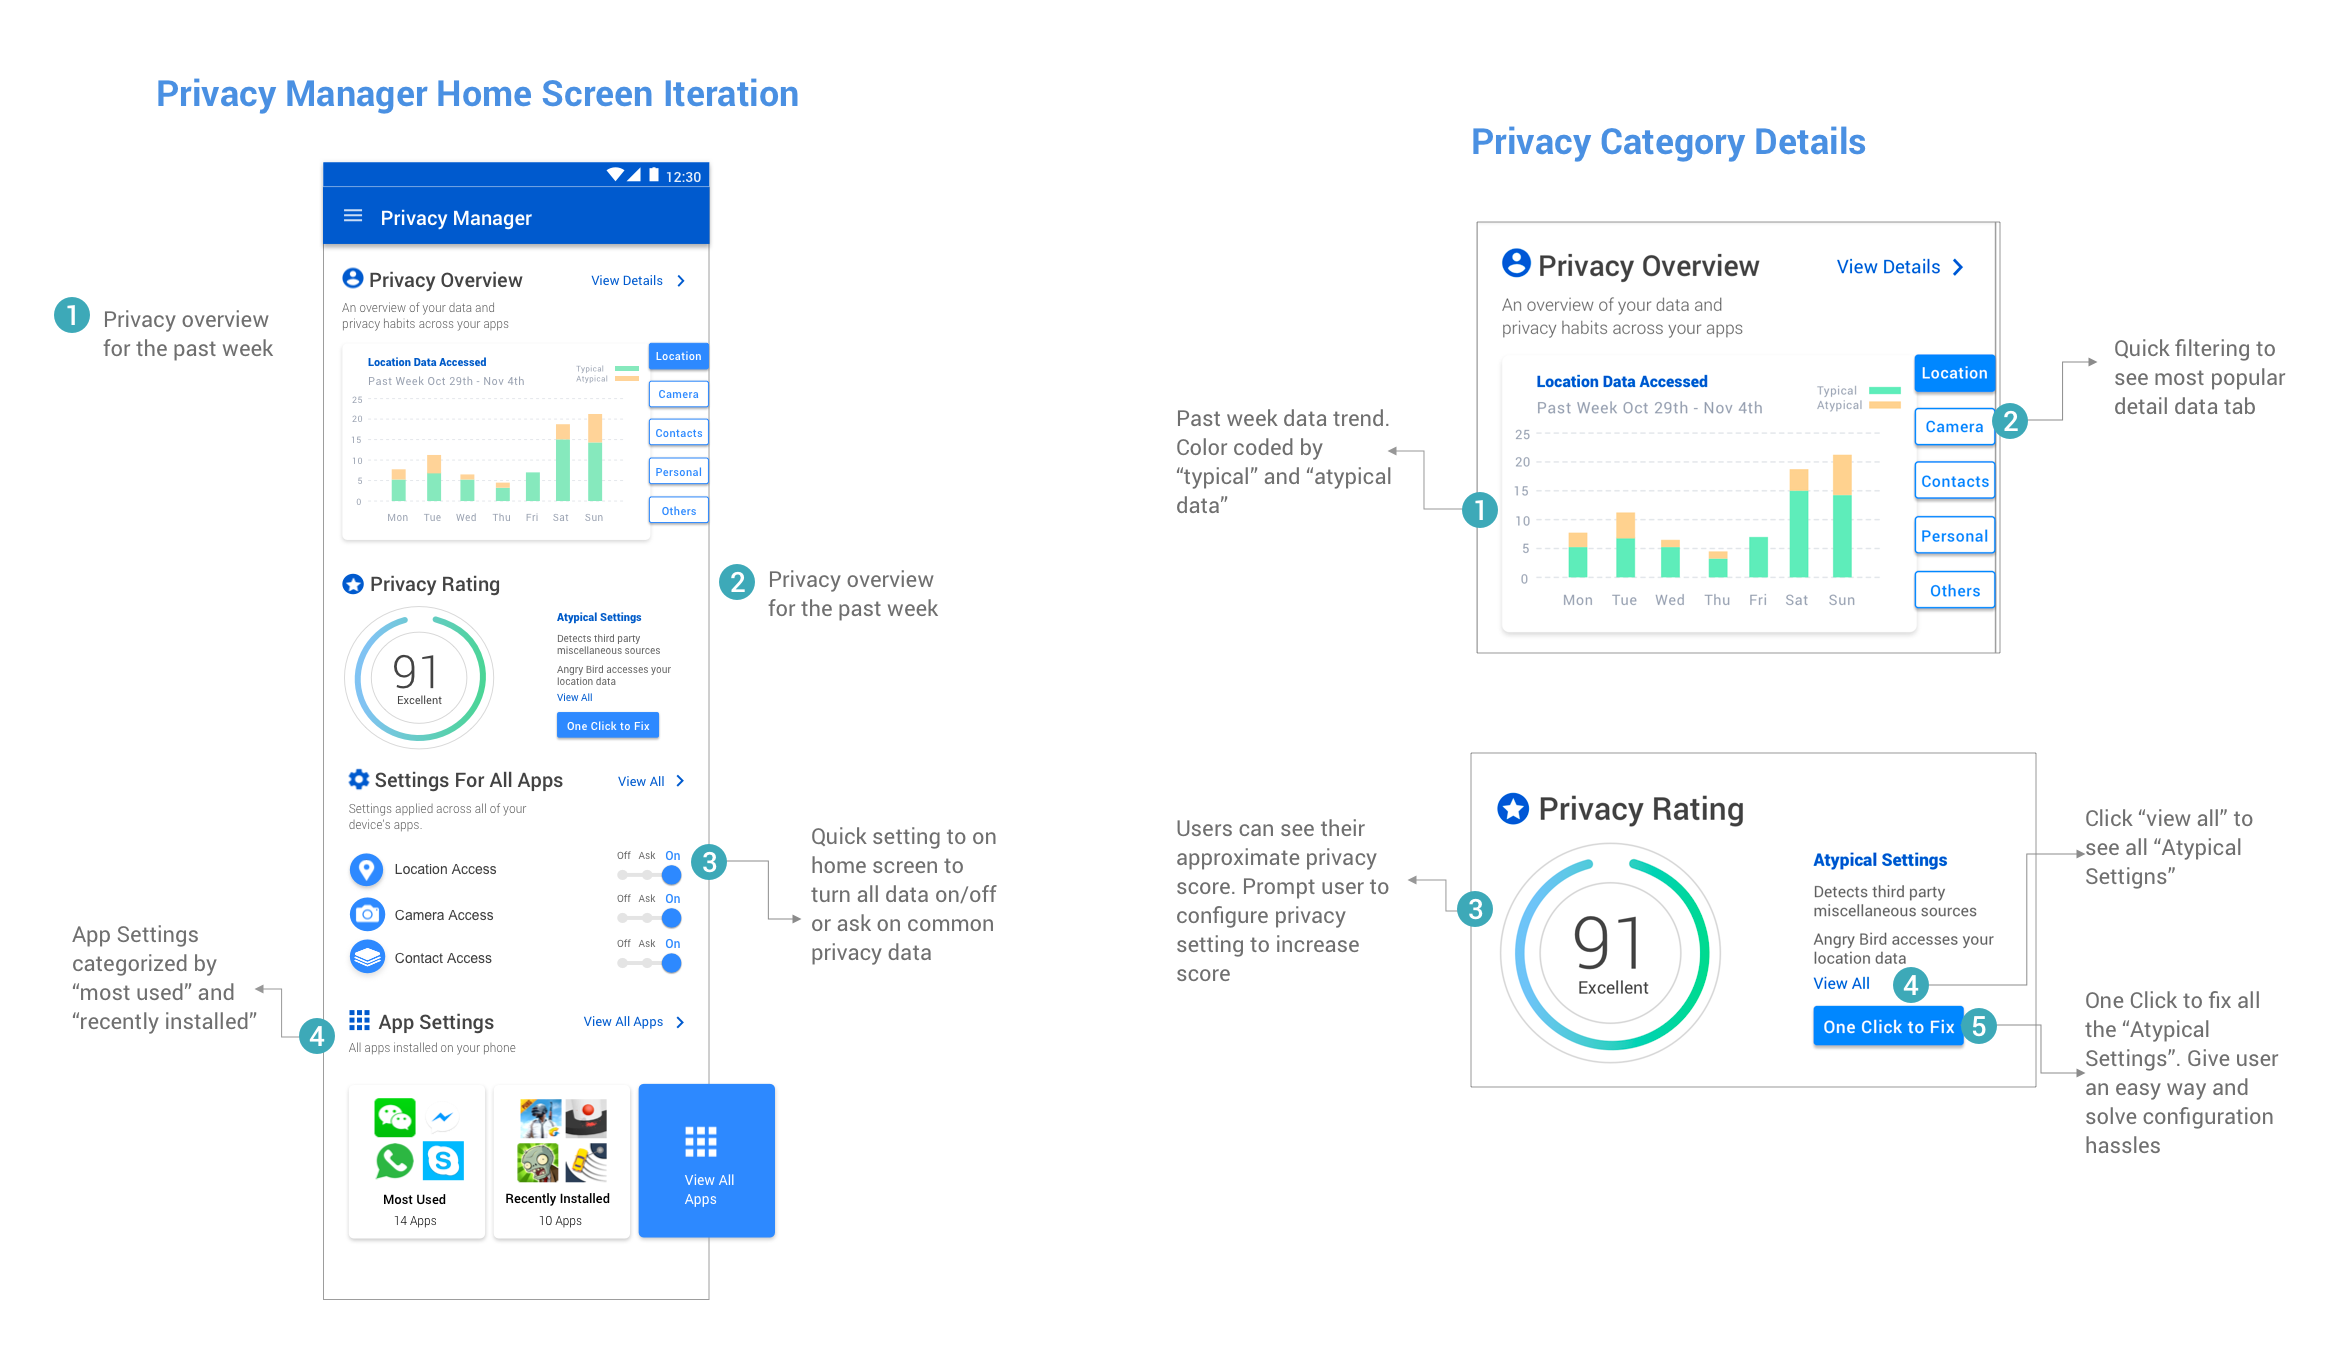 Privacy Manager Home Screen Iteration
12:30
Privacy Manager
Privacy Overview
View Details
An overview of your data and
privacy habits across your apps
1
Privacy overview
for the past week
Location Data Accessed
Past Week Oct 29th - Nov 4th
Typical
Atypical
25
20
15
10
5
0
Mon Tue Wed Thu Fri Sat Sun
Location
Camera
Contacts
Personal
Others
2
Privacy overview
for the past week
Privacy Rating
91
Excellent
Atypical Settings
Detects third party
miscellaneous sources
Angry Bird accesses your
location data
View All
One Click to Fix
Settings For All Apps
View All
Settings applied across all of your
device's apps.
Location Access
Off Ask On
Camera Access
Off Ask On
Contact Access
Off Ask On
3
Quick setting to on
home screen to
turn all data on/off
or ask on common
privacy data
App Settings
categorized by
“most used” and
“recently installed”
4
App Settings
View All Apps
All apps installed on your phone
Most Used
14 Apps
Recently Installed
10 Apps
View All
Apps
Privacy Category Details
Privacy Overview
View Details
An overview of your data and
privacy habits across your apps
Location Data Accessed
Past Week Oct 29th - Nov 4th
Typical
Atypical
25
20
15
10
5
0
Mon Tue Wed Thu Fri Sat Sun
Location
Camera
Contacts
Personal
Others
Past week data trend.
Color coded by
“typical” and “atypical
data”
1
2
Quick filtering to
see most popular
detail data tab
Privacy Rating
91
Excellent
Atypical Settings
Detects third party
miscellaneous sources
Angry Bird accesses your
location data
View All
One Click to Fix
Users can see their
approximate privacy
score. Prompt user to
configure privacy
setting to increase
score
3
4
Click “view all” to
see all “Atypical
Settigns”
5
One Click to fix all
the “Atypical
Settings”. Give user
an easy way and
solve configuration
hassles